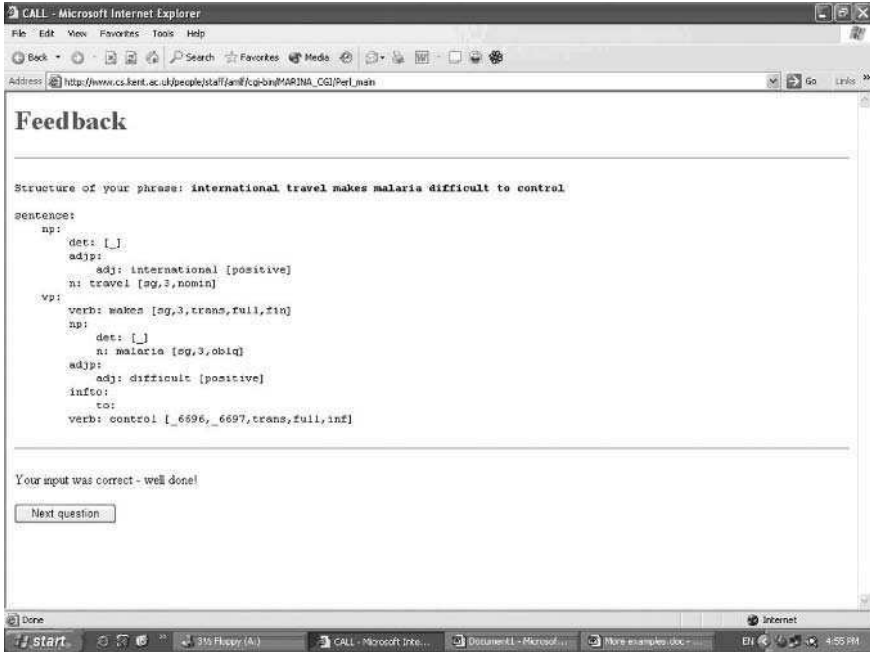 CALL - Microsoft Internet Explorer
File Edit View Favorites Tools Help
Back Search Favorites Media
Address http://www.cs.kent.ac.uk/people/staff/amf/cgi-bin/MARINA_CGI/Perl_main Go Links »
Feedback
Structure of your phrase: international travel makes malaria difficult to control
sentence:
np:
det: [_]
adjp:
adj: international [positive]
n: travel [sg,3,nomin]
vp:
verb: makes [sg,3,trans,full,fin]
np:
det: [_]
n: malaria [sg,3,obliq]
adjp:
adj: difficult [positive]
infto:
to:
verb: control [_6696,_6697,trans,full,inf]
Your input was correct - well done!
Next question
Done Internet
start » 3½ Floppy (A:) CALL - Microsoft Inte... Document1 - Microsof... More examples.doc - ... EN 4:55 PM